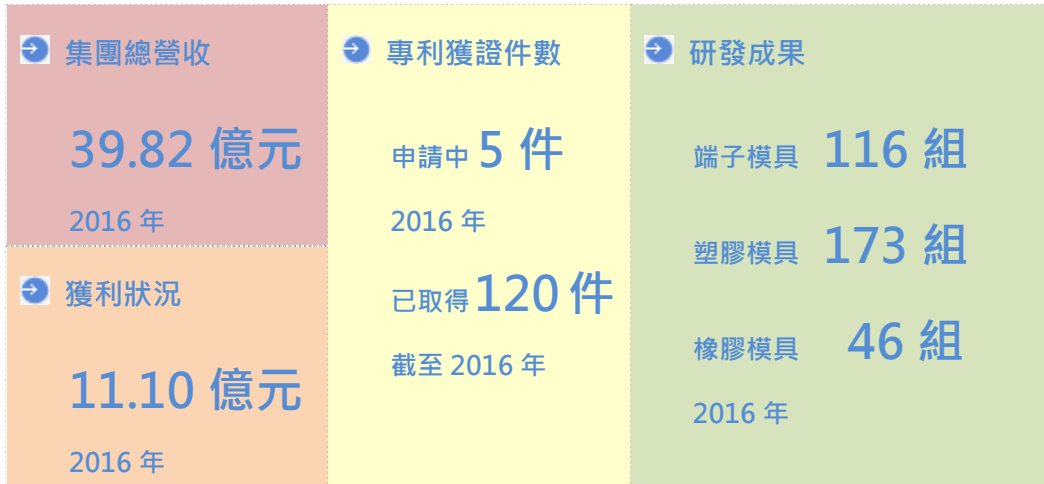 集團總營收
39.82 億元
2016 年
獲利狀況
11.10 億元
2016 年
專利獲證件數
申請中 5 件
2016 年
已取得 120 件
截至 2016 年
研發成果
端子模具 116 組
塑膠模具 173 組
橡膠模具 46 組
2016 年